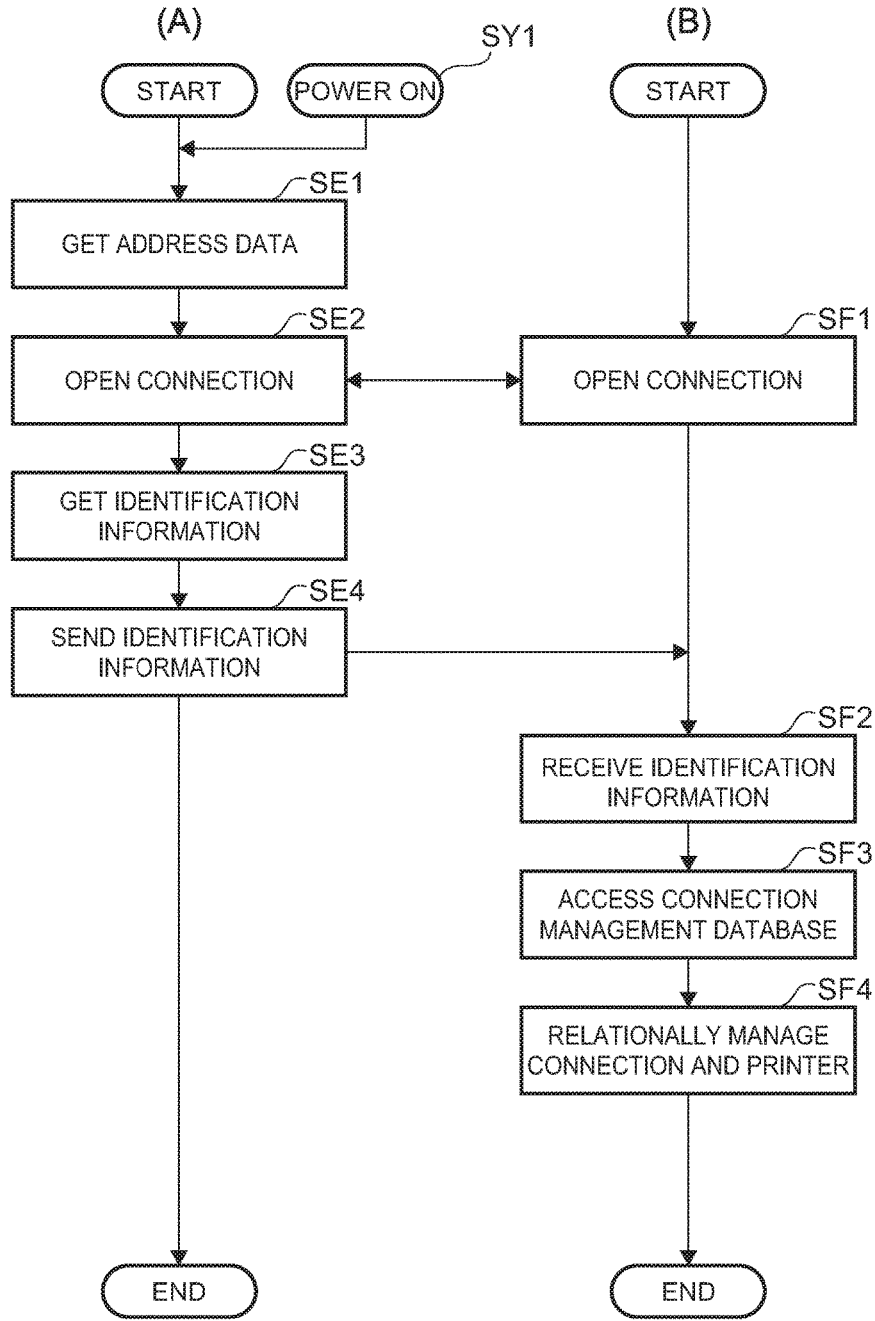 (A)
START
POWER ON
SY1
SE1
GET ADDRESS DATA
SE2
OPEN CONNECTION
SE3
GET IDENTIFICATION
INFORMATION
SE4
SEND IDENTIFICATION
INFORMATION
END
(B)
START
SF1
OPEN CONNECTION
SF2
RECEIVE IDENTIFICATION
INFORMATION
SF3
ACCESS CONNECTION
MANAGEMENT DATABASE
SF4
RELATIONALLY MANAGE
CONNECTION AND PRINTER
END